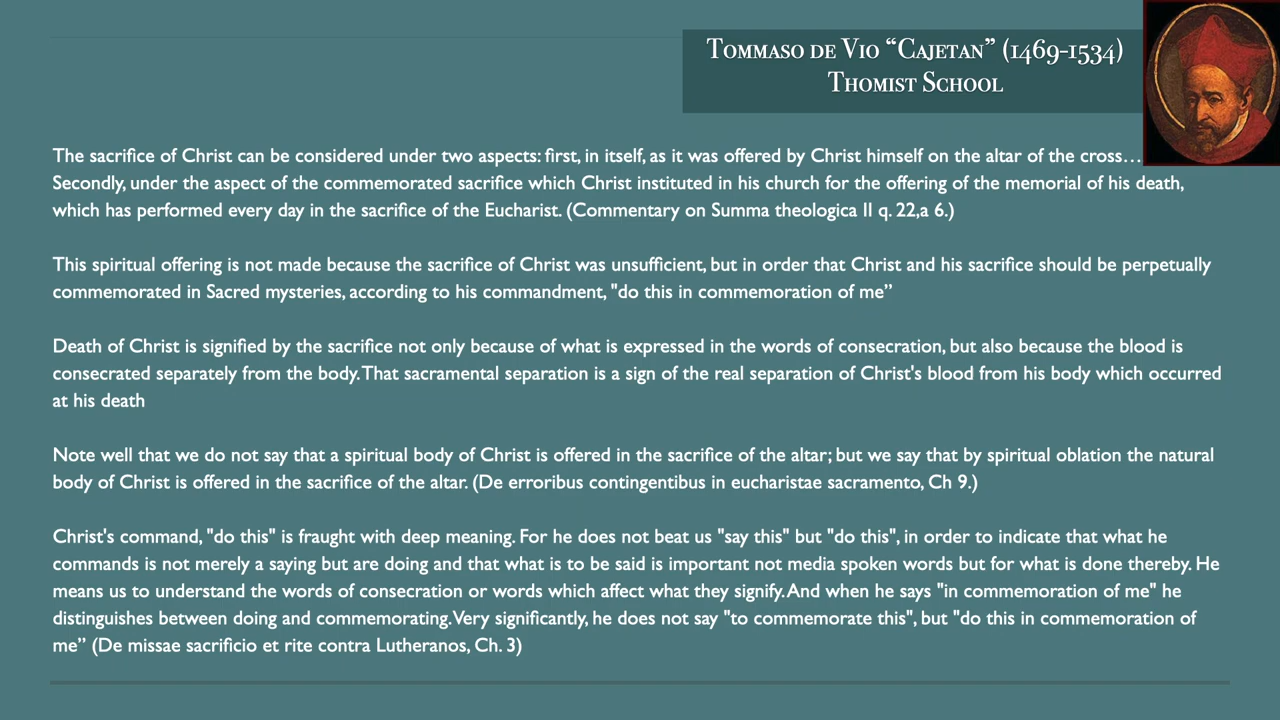 Tommaso de Vio “Cajetan” (1469-1534)
Thomist School
The sacrifice of Christ can be considered under two aspects: first, in itself, as it was offered by Christ himself on the altar of the cross…
Secondly, under the aspect of the commemorated sacrifice which Christ instituted in his church for the offering of the memorial of his death,
which has performed every day in the sacrifice of the Eucharist. (Commentary on Summa theologica II q. 22,a 6.)
This spiritual offering is not made because the sacrifice of Christ was unsufficient, but in order that Christ and his sacrifice should be perpetually
commemorated in Sacred mysteries, according to his commandment, "do this in commemoration of me”
Death of Christ is signified by the sacrifice not only because of what is expressed in the words of consecration, but also because the blood is
consecrated separately from the body. That sacramental separation is a sign of the real separation of Christ's blood from his body which occurred
at his death
Note well that we do not say that a spiritual body of Christ is offered in the sacrifice of the altar; but we say that by spiritual oblation the natural
body of Christ is offered in the sacrifice of the altar. (De erroribus contingentibus in eucharistae sacramento, Ch 9.)
Christ's command, "do this" is fraught with deep meaning. For he does not beat us "say this" but "do this", in order to indicate that what he
commands is not merely a saying but are doing and that what is to be said is important not media spoken words but for what is done thereby. He
means us to understand the words of consecration or words which affect what they signify. And when he says "in commemoration of me" he
distinguishes between doing and commemorating. Very significantly, he does not say "to commemorate this", but "do this in commemoration of
me” (De missae sacrificio et rite contra Lutheranos, Ch. 3)